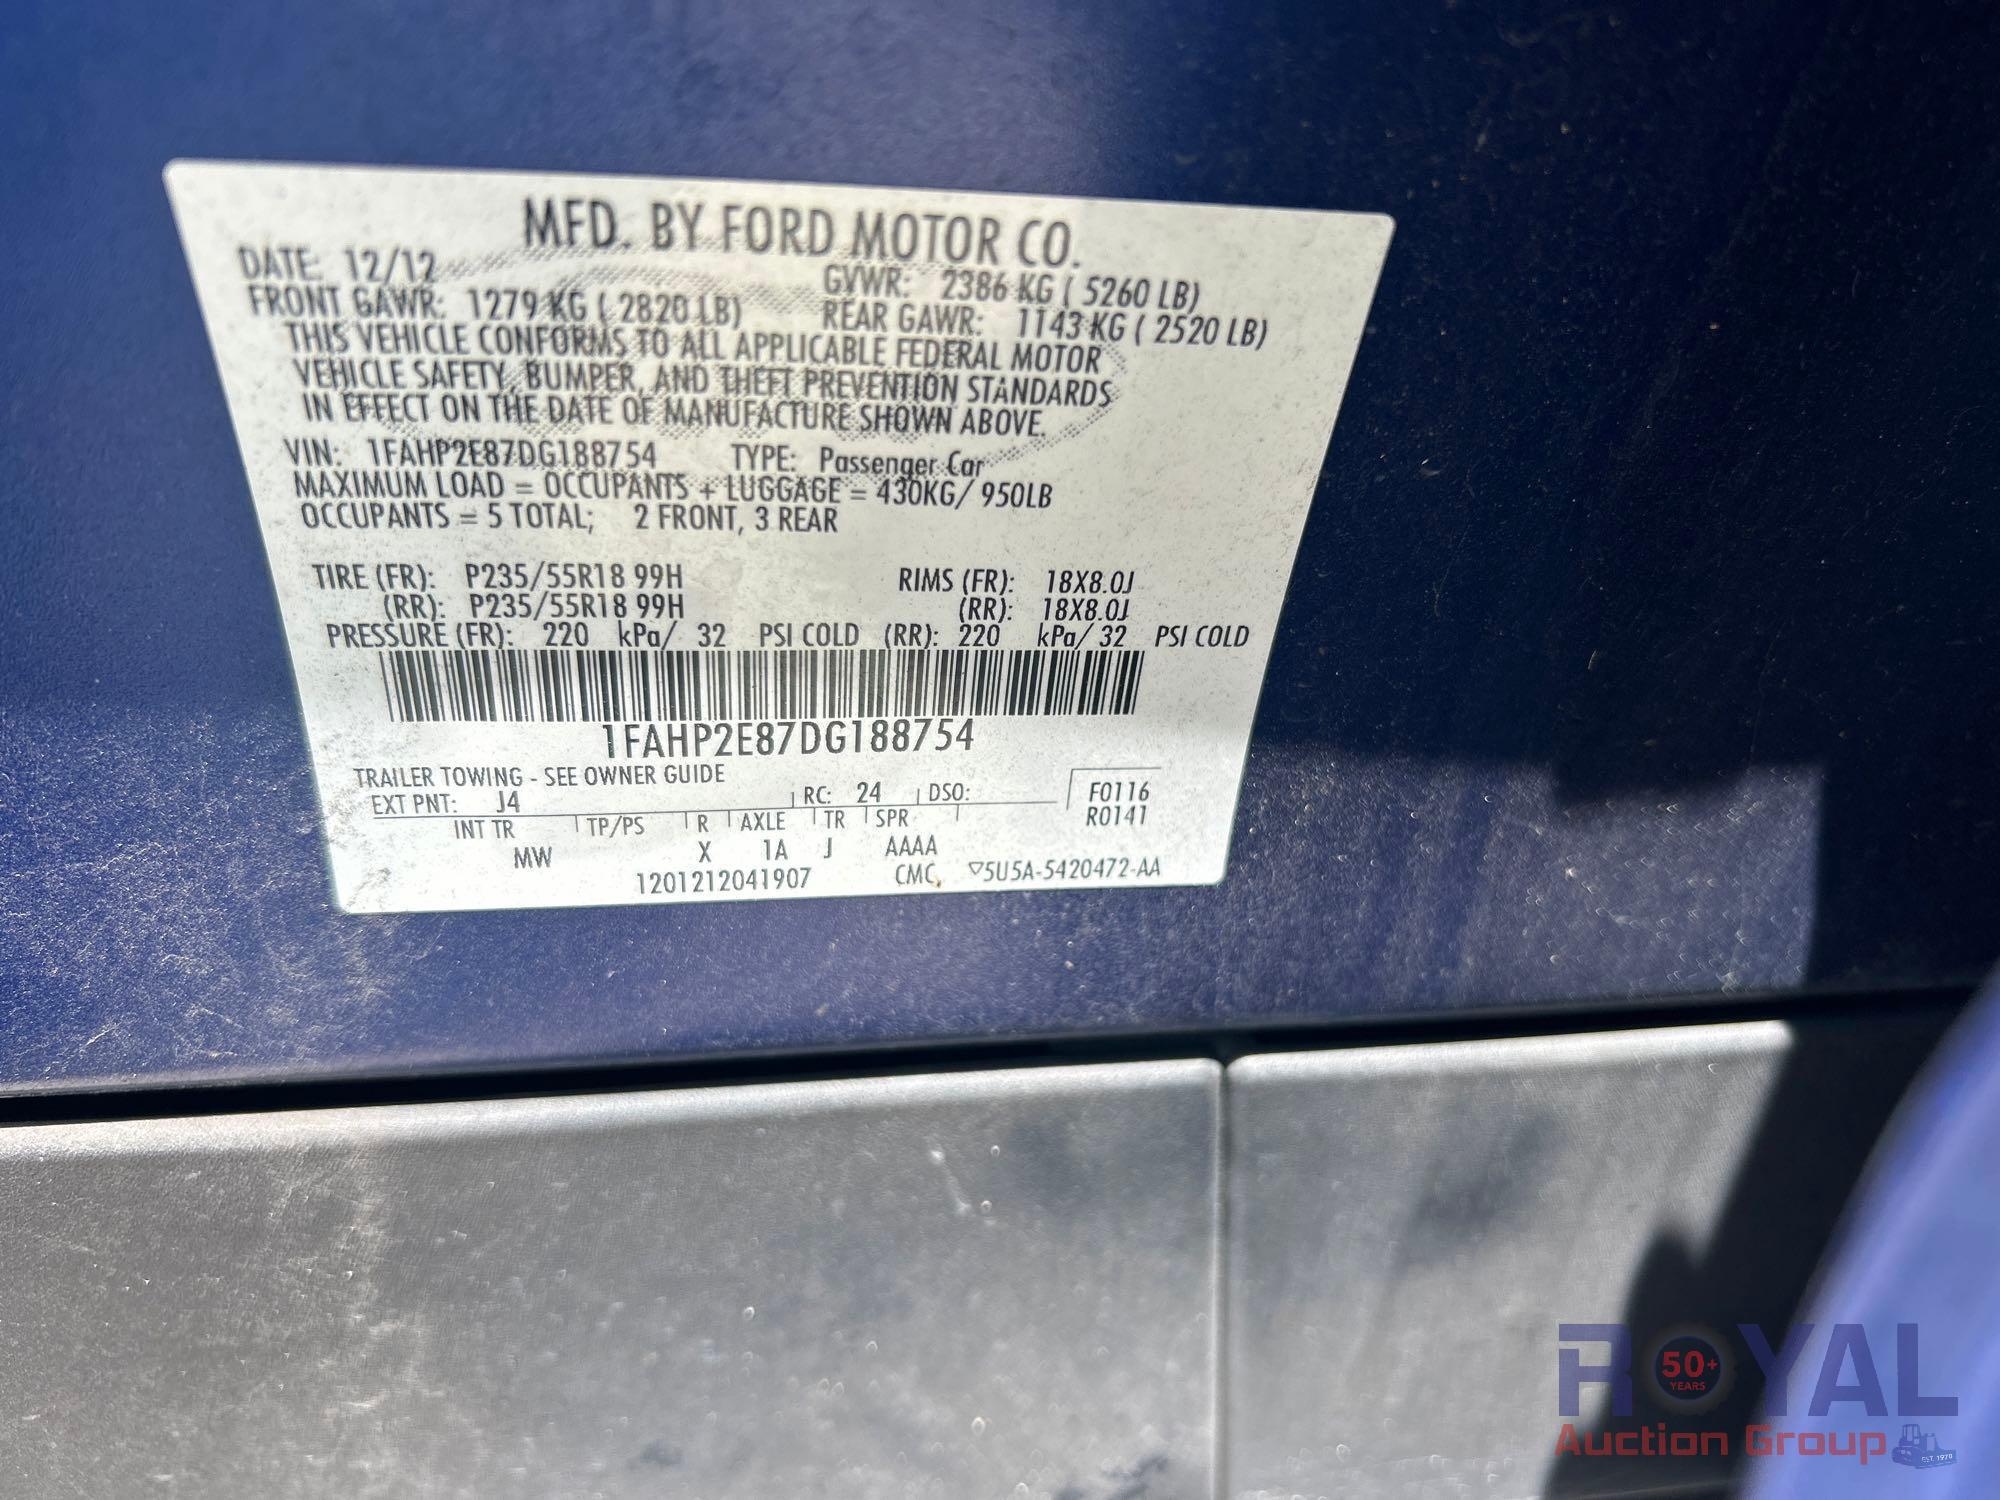 MFD. BY FORD MOTOR CO.
DATE: 12/12 GVWR: 2386 KG ( 5260 LB)
FRONT GAWR: 1279 KG ( 2820 LB) REAR GAWR: 1143 KG ( 2520 LB)
THIS VEHICLE CONFORMS TO ALL APPLICABLE FEDERAL MOTOR
VEHICLE SAFETY, BUMPER, AND THEFT PREVENTION STANDARDS
IN EFFECT ON THE DATE OF MANUFACTURE SHOWN ABOVE.
VIN: 1FAHP2E87DG188754 TYPE: Passenger Car
MAXIMUM LOAD = OCCUPANTS + LUGGAGE = 430KG/ 950LB
OCCUPANTS = 5 TOTAL; 2 FRONT, 3 REAR
TIRE (FR): P235/55R18 99H RIMS (FR): 18X8.0J
(RR): P235/55R18 99H (RR): 18X8.0J
PRESSURE (FR): 220 kPa/ 32 PSI COLD (RR): 220 kPa/ 32 PSI COLD
1FAHP2E87DG188754
TRAILER TOWING - SEE OWNER GUIDE
EXT PNT: J4 RC: 24 DSO: F0116
R0141
INT TR TP/PS R AXLE TR SPR
MW X 1A J AAAA
1201212041907 CMC, ▽5U5A-5420472-AA
ROYAL
50+
YEARS
Auction Group
EST. 1970